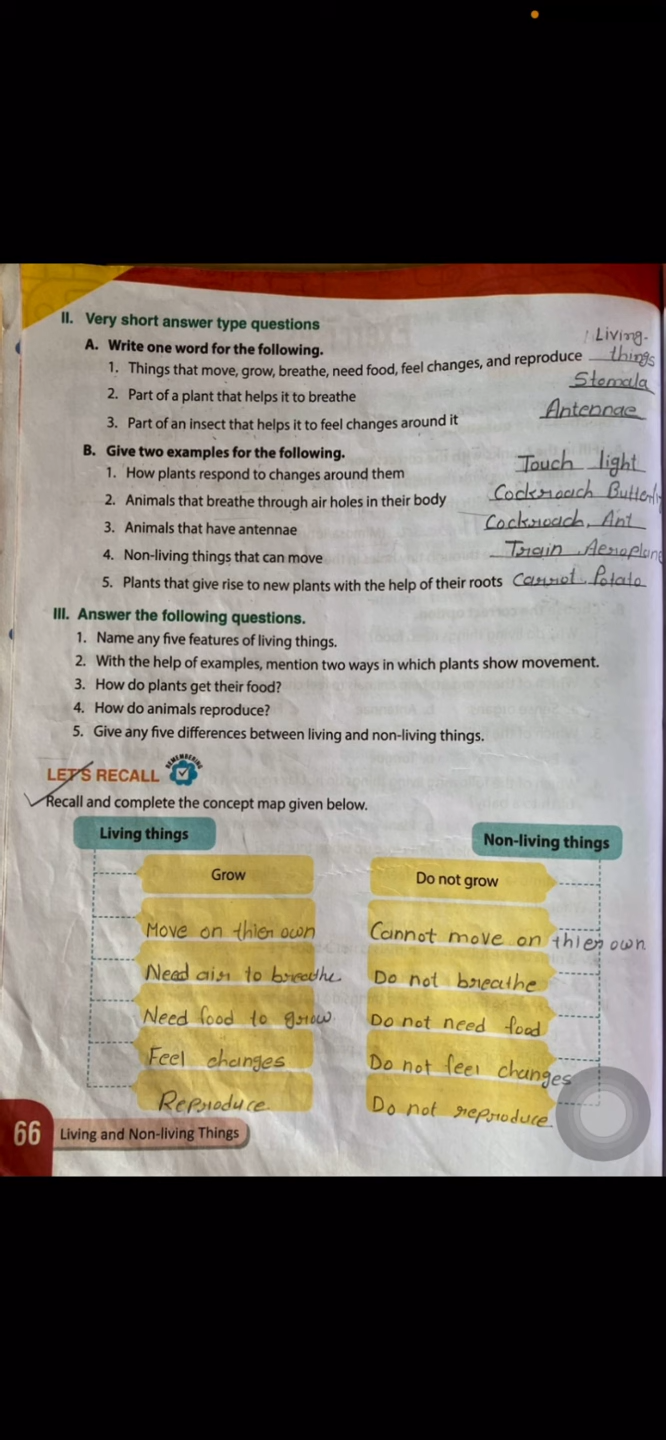 II. Very short answer type questions
A. Write one word for the following.
1. Things that move, grow, breathe, need food, feel changes, and reproduce Living-things
2. Part of a plant that helps it to breathe Stomala
3. Part of an insect that helps it to feel changes around it Antennae
B. Give two examples for the following.
1. How plants respond to changes around them Touch light
2. Animals that breathe through air holes in their body Cockroach Butterfly
3. Animals that have antennae Cockroach, Ant
4. Non-living things that can move Train Aeroplane
5. Plants that give rise to new plants with the help of their roots Carrot, Potato
III. Answer the following questions.
1. Name any five features of living things.
2. With the help of examples, mention two ways in which plants show movement.
3. How do plants get their food?
4. How do animals reproduce?
5. Give any five differences between living and non-living things.
LET'S RECALL REMEMBERING
Recall and complete the concept map given below.
Living things Non-living things
Grow Do not grow
Move on thier own Cannot move on thier own
Need air to breathe Do not breathe
Need food to grow. Do not need food
Feel changes Do not feel changes
Reproduce. Do not reproduce
66 Living and Non-living Things